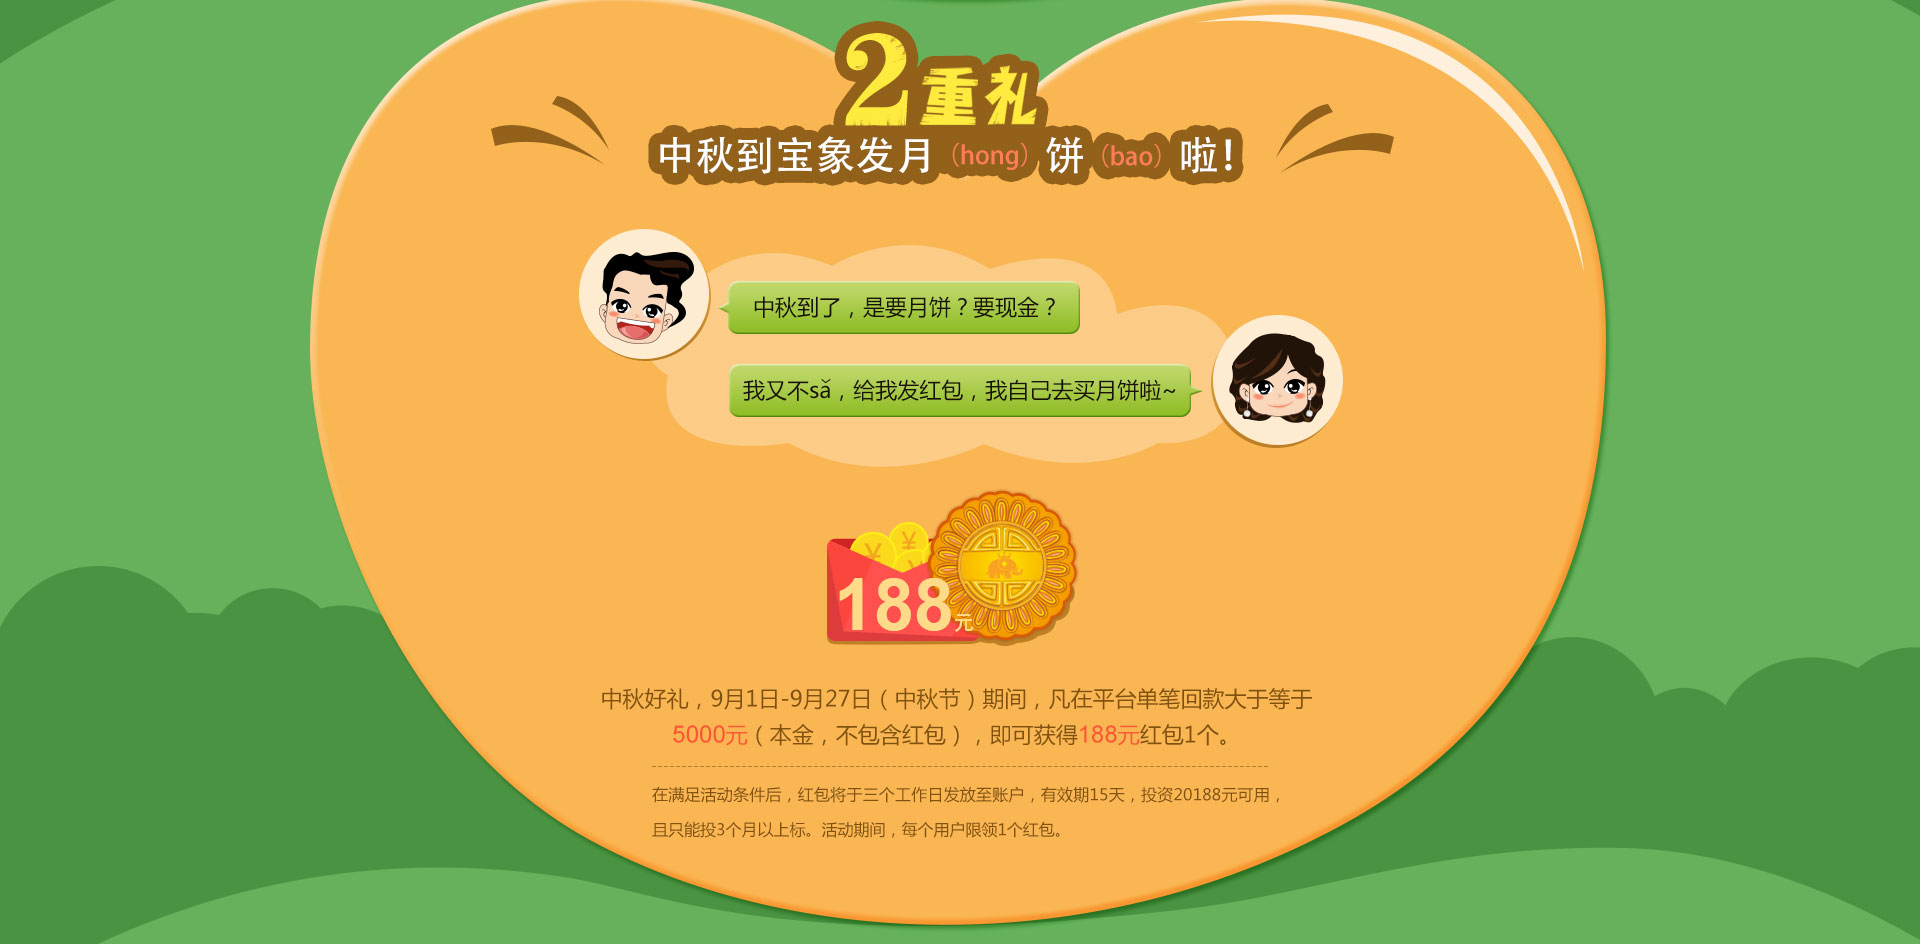 2重礼
中秋到宝象发月（hong）饼（bao）啦!
中秋到了，是要月饼？要现金？
我又不sǎ，给我发红包，我自己去买月饼啦~
¥ ¥ ¥
188元
中秋好礼，9月1日-9月27日（中秋节）期间，凡在平台单笔回款大于等于
5000元（本金，不包含红包），即可获得188元红包1个。
在满足活动条件后，红包将于三个工作日发放至账户，有效期15天，投资20188元可用，
且只能投3个月以上标。活动期间，每个用户限领1个红包。